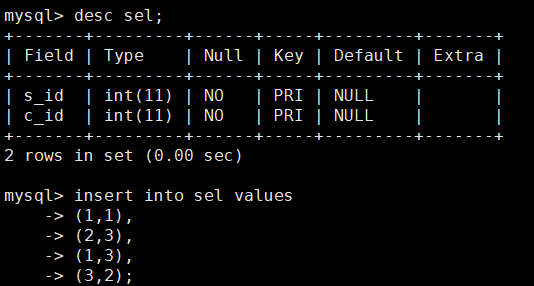 mysql> desc sel;
+-------+---------+------+-----+---------+-------+
| Field | Type    | Null | Key | Default | Extra |
+-------+---------+------+-----+---------+-------+
| s_id  | int(11) | NO   | PRI | NULL    |       |
| c_id  | int(11) | NO   | PRI | NULL    |       |
+-------+---------+------+-----+---------+-------+
2 rows in set (0.00 sec)

mysql> insert into sel values
    -> (1,1),
    -> (2,3),
    -> (1,3),
    -> (3,2);